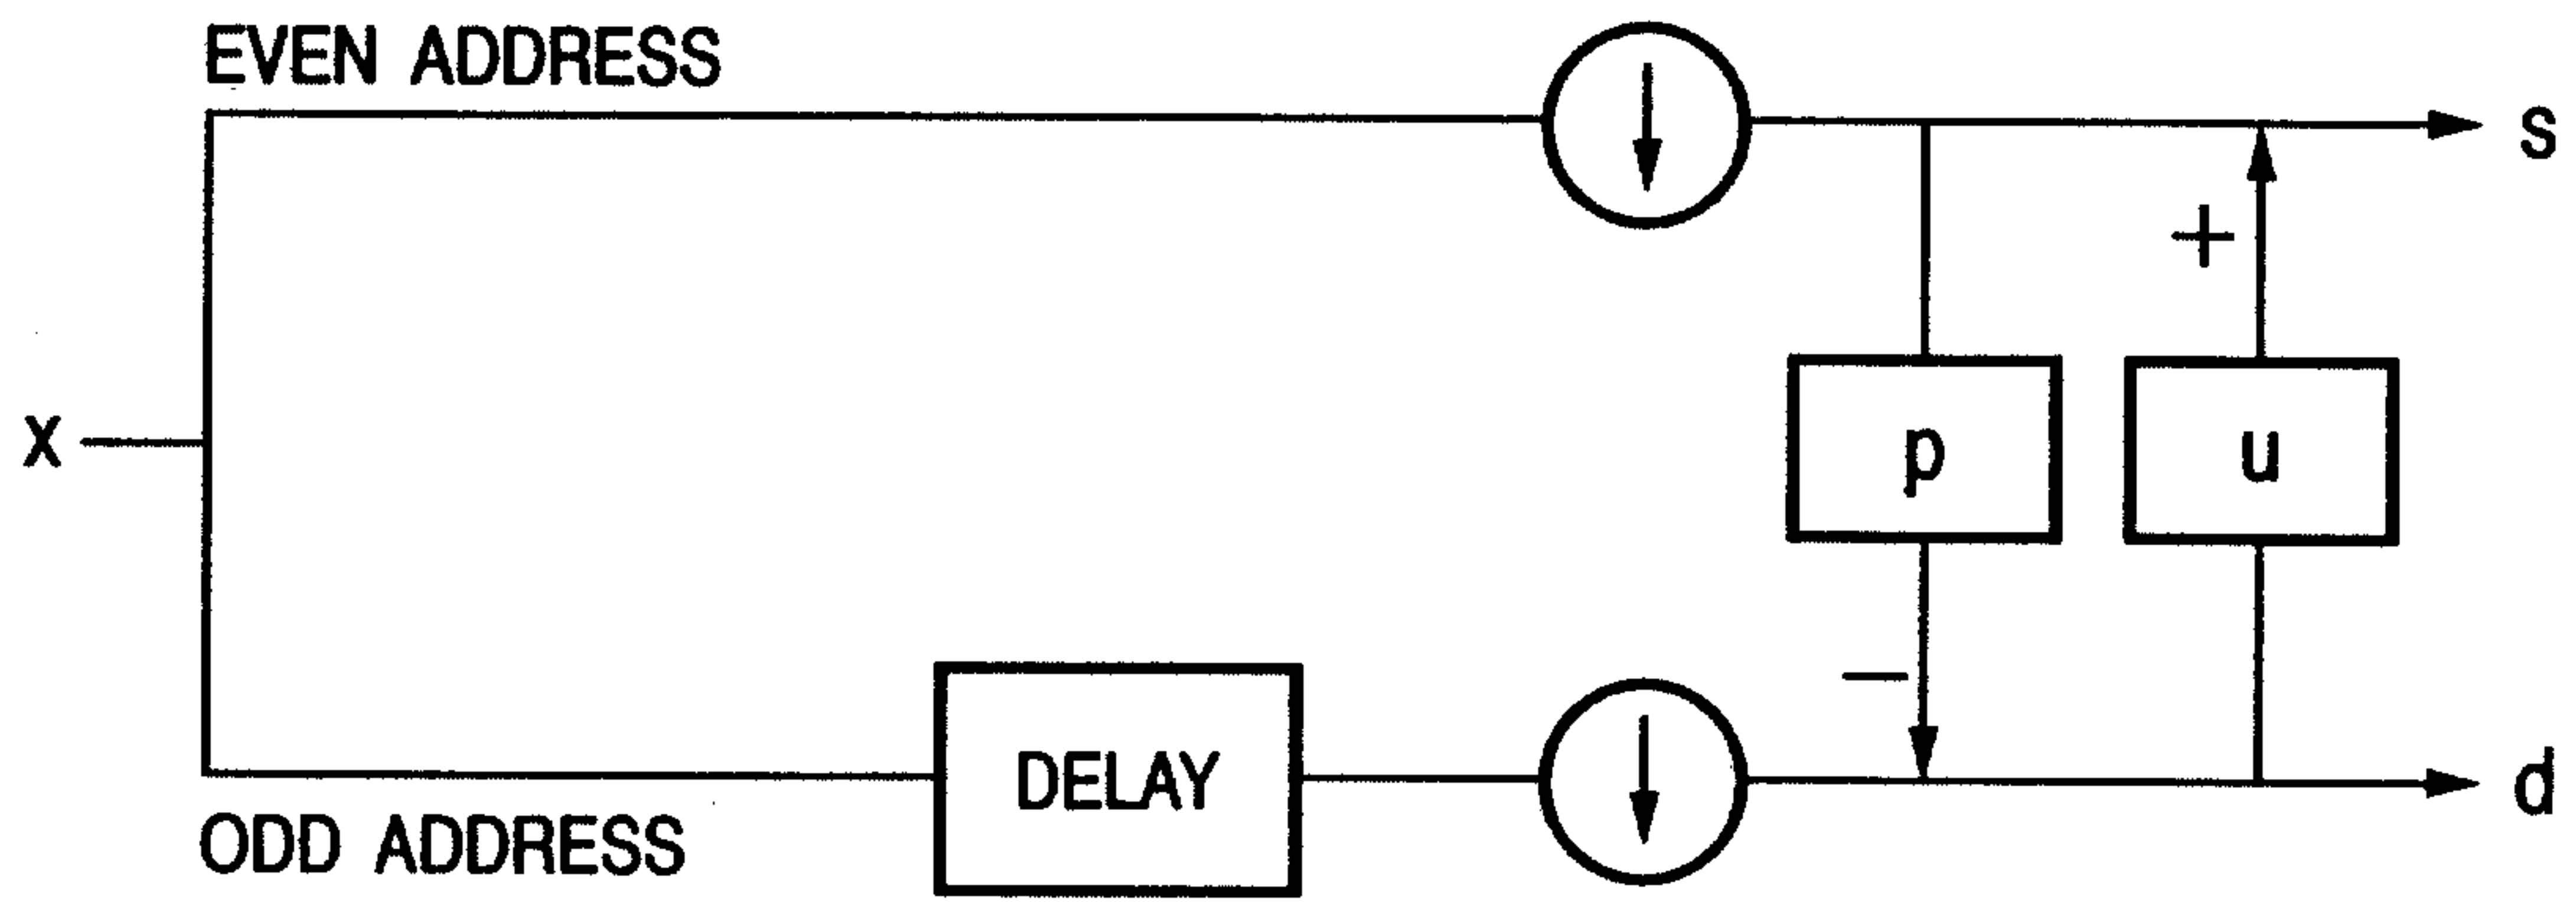 EVEN ADDRESS
s
+
x
p
u
−
DELAY
d
ODD ADDRESS